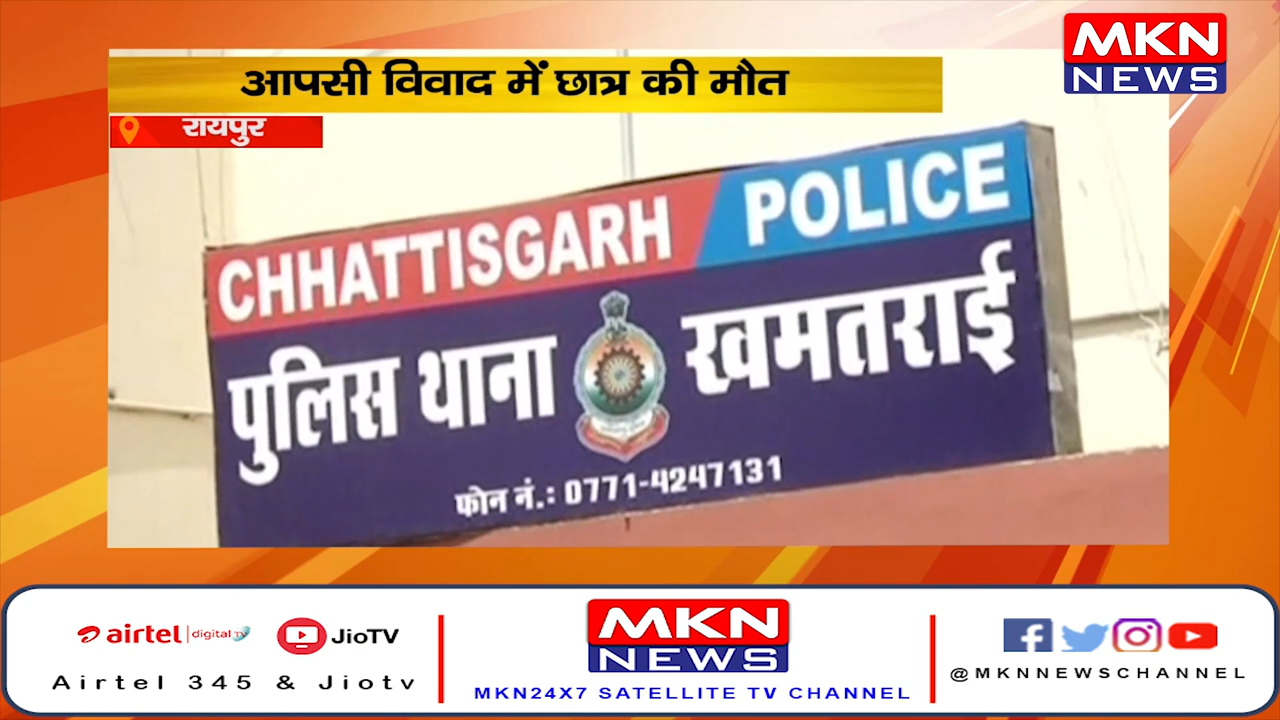 MKN
NEWS
आपसी विवाद में छात्र की मौत
रायपुर
CHHATTISGARH POLICE
पुलिस थाना खमतराई
फोन नं.: 0771-4247131
airtel digital TV JioTV
Airtel 345 & Jiotv
MKN
NEWS
MKN24X7 SATELLITE TV CHANNEL
@MKNNEWSCHANNEL